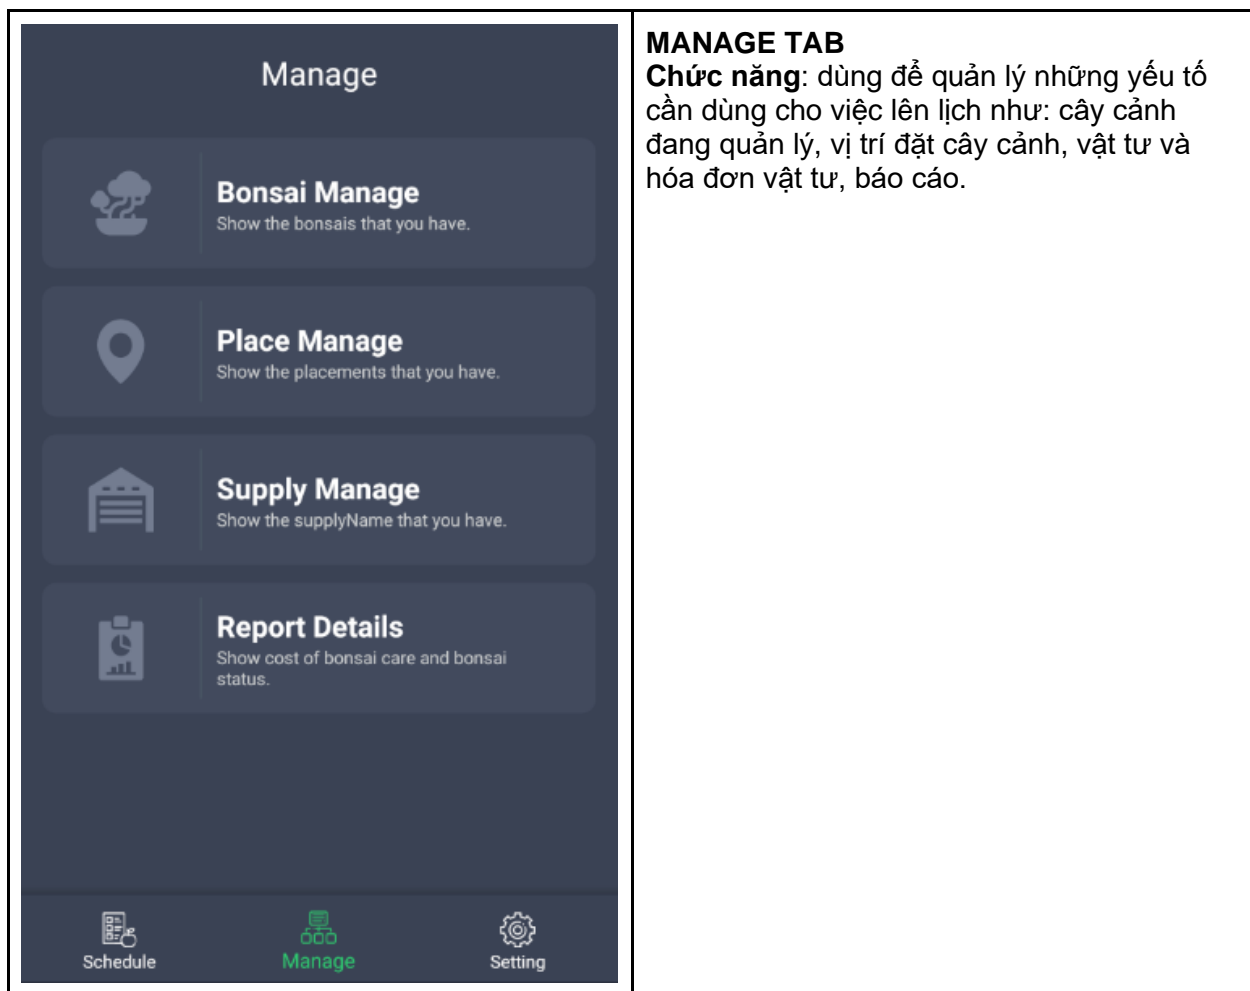 Manage
Bonsai Manage
Show the bonsais that you have.
Place Manage
Show the placements that you have.
Supply Manage
Show the supplyName that you have.
Report Details
Show cost of bonsai care and bonsai
status.
Schedule
Manage
Setting
MANAGE TAB
Chức năng: dùng để quản lý những yếu tố
cần dùng cho việc lên lịch như: cây cảnh
đang quản lý, vị trí đặt cây cảnh, vật tư và
hóa đơn vật tư, báo cáo.